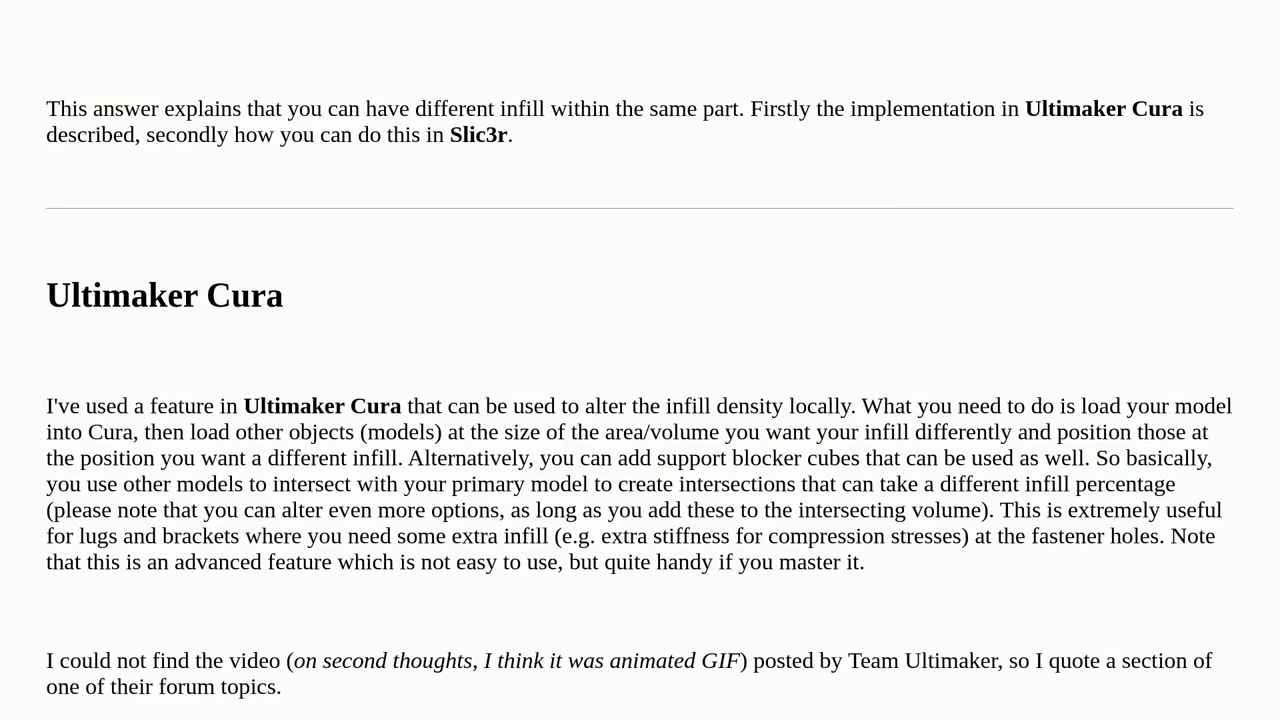 This answer explains that you can have different infill within the same part. Firstly the implementation in Ultimaker Cura is
described, secondly how you can do this in Slic3r.
Ultimaker Cura
I've used a feature in Ultimaker Cura that can be used to alter the infill density locally. What you need to do is load your model
into Cura, then load other objects (models) at the size of the area/volume you want your infill differently and position those at
the position you want a different infill. Alternatively, you can add support blocker cubes that can be used as well. So basically,
you use other models to intersect with your primary model to create intersections that can take a different infill percentage
(please note that you can alter even more options, as long as you add these to the intersecting volume). This is extremely useful
for lugs and brackets where you need some extra infill (e.g. extra stiffness for compression stresses) at the fastener holes. Note
that this is an advanced feature which is not easy to use, but quite handy if you master it.
I could not find the video (on second thoughts, I think it was animated GIF) posted by Team Ultimaker, so I quote a section of
one of their forum topics.